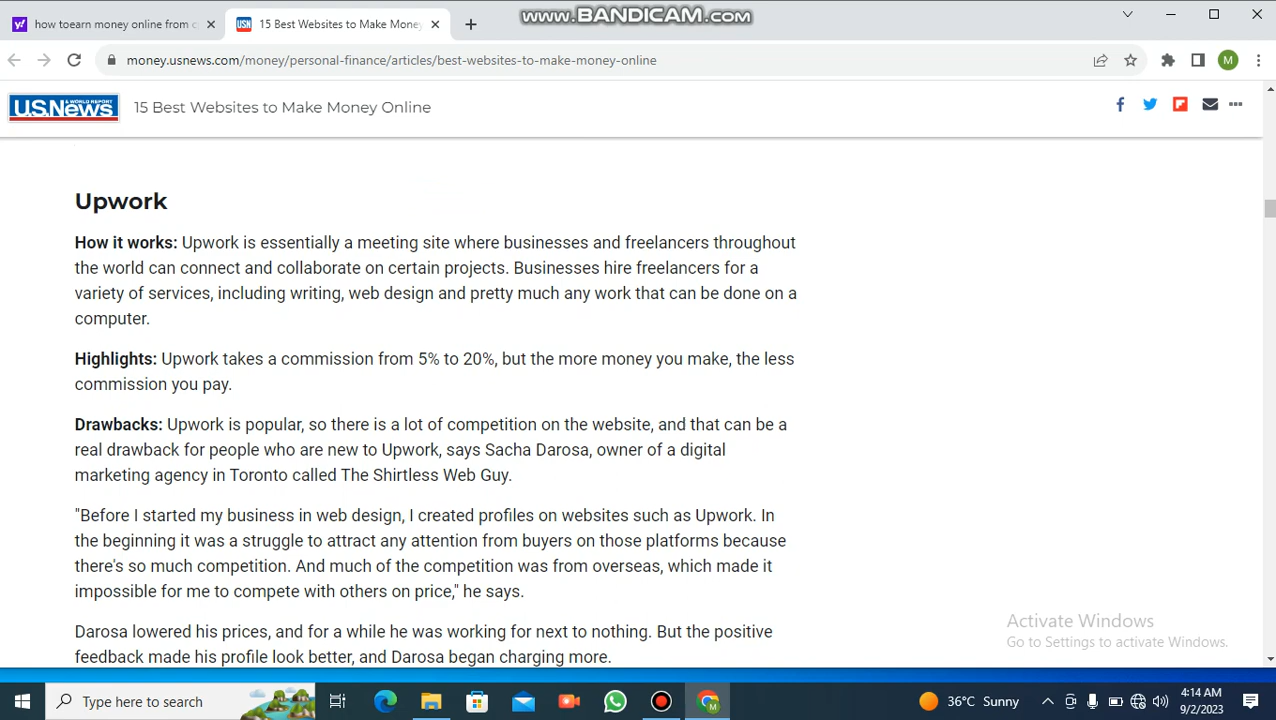 www.BANDICAM.com
how toearn money online from c
15 Best Websites to Make Money
money.usnews.com/money/personal-finance/articles/best-websites-to-make-money-online
M
U.S.News
& WORLD REPORT
15 Best Websites to Make Money Online
Upwork
How it works: Upwork is essentially a meeting site where businesses and freelancers throughout
the world can connect and collaborate on certain projects. Businesses hire freelancers for a
variety of services, including writing, web design and pretty much any work that can be done on a
computer.
Highlights: Upwork takes a commission from 5% to 20%, but the more money you make, the less
commission you pay.
Drawbacks: Upwork is popular, so there is a lot of competition on the website, and that can be a
real drawback for people who are new to Upwork, says Sacha Darosa, owner of a digital
marketing agency in Toronto called The Shirtless Web Guy.
"Before I started my business in web design, I created profiles on websites such as Upwork. In
the beginning it was a struggle to attract any attention from buyers on those platforms because
there's so much competition. And much of the competition was from overseas, which made it
impossible for me to compete with others on price," he says.
Darosa lowered his prices, and for a while he was working for next to nothing. But the positive
feedback made his profile look better, and Darosa began charging more.
Activate Windows
Go to Settings to activate Windows.
Type here to search
36°C Sunny
4:14 AM
9/2/2023